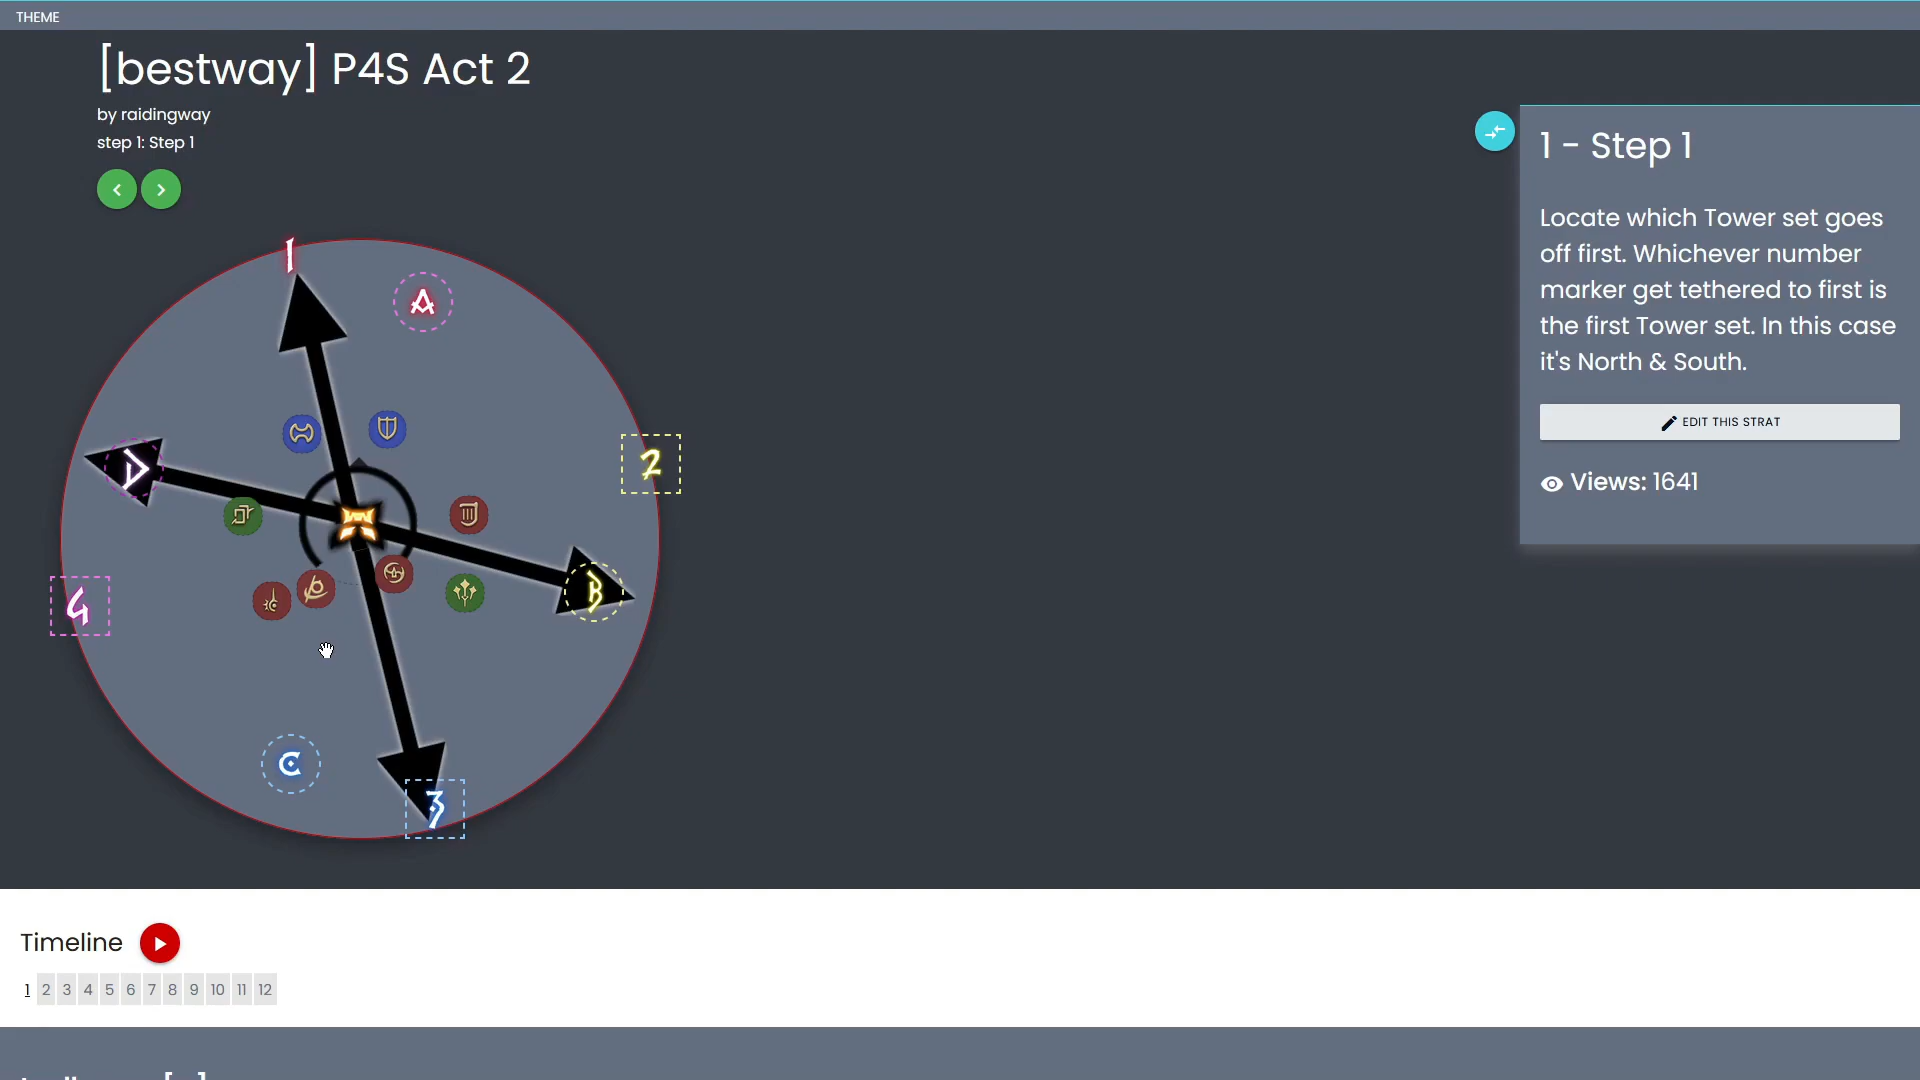 THEME
[bestway] P4S Act 2
by raidingway
step 1: Step 1
1
A
D
2
B
4
C
3
1 - Step 1
Locate which Tower set goes
off first. Whichever number
marker get tethered to first is
the first Tower set. In this case
it's North & South.
EDIT THIS STRAT
Views: 1641
Timeline
1 2 3 4 5 6 7 8 9 10 11 12